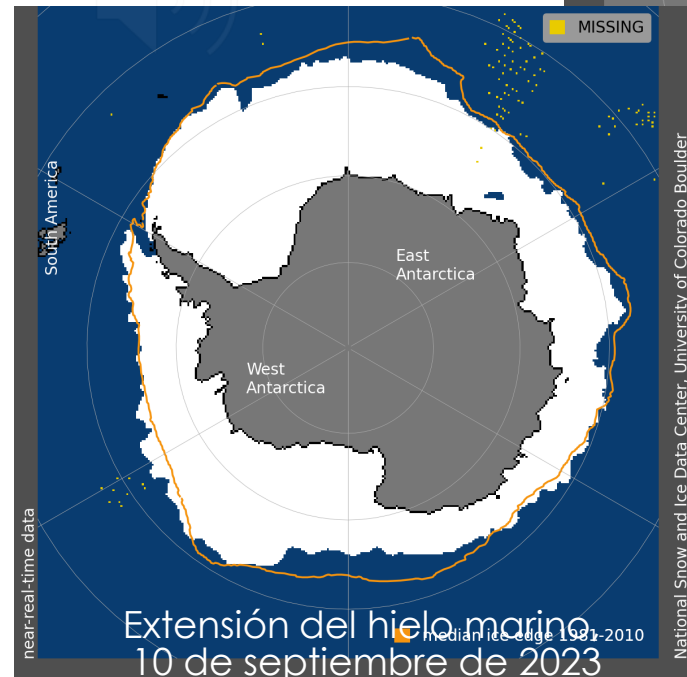 MISSING
South America
East
Antarctica
West
Antarctica
near-real-time data
National Snow and Ice Data Center, University of Colorado Boulder
median ice edge 1981-2010
Extensión del hielo marino,
10 de septiembre de 2023